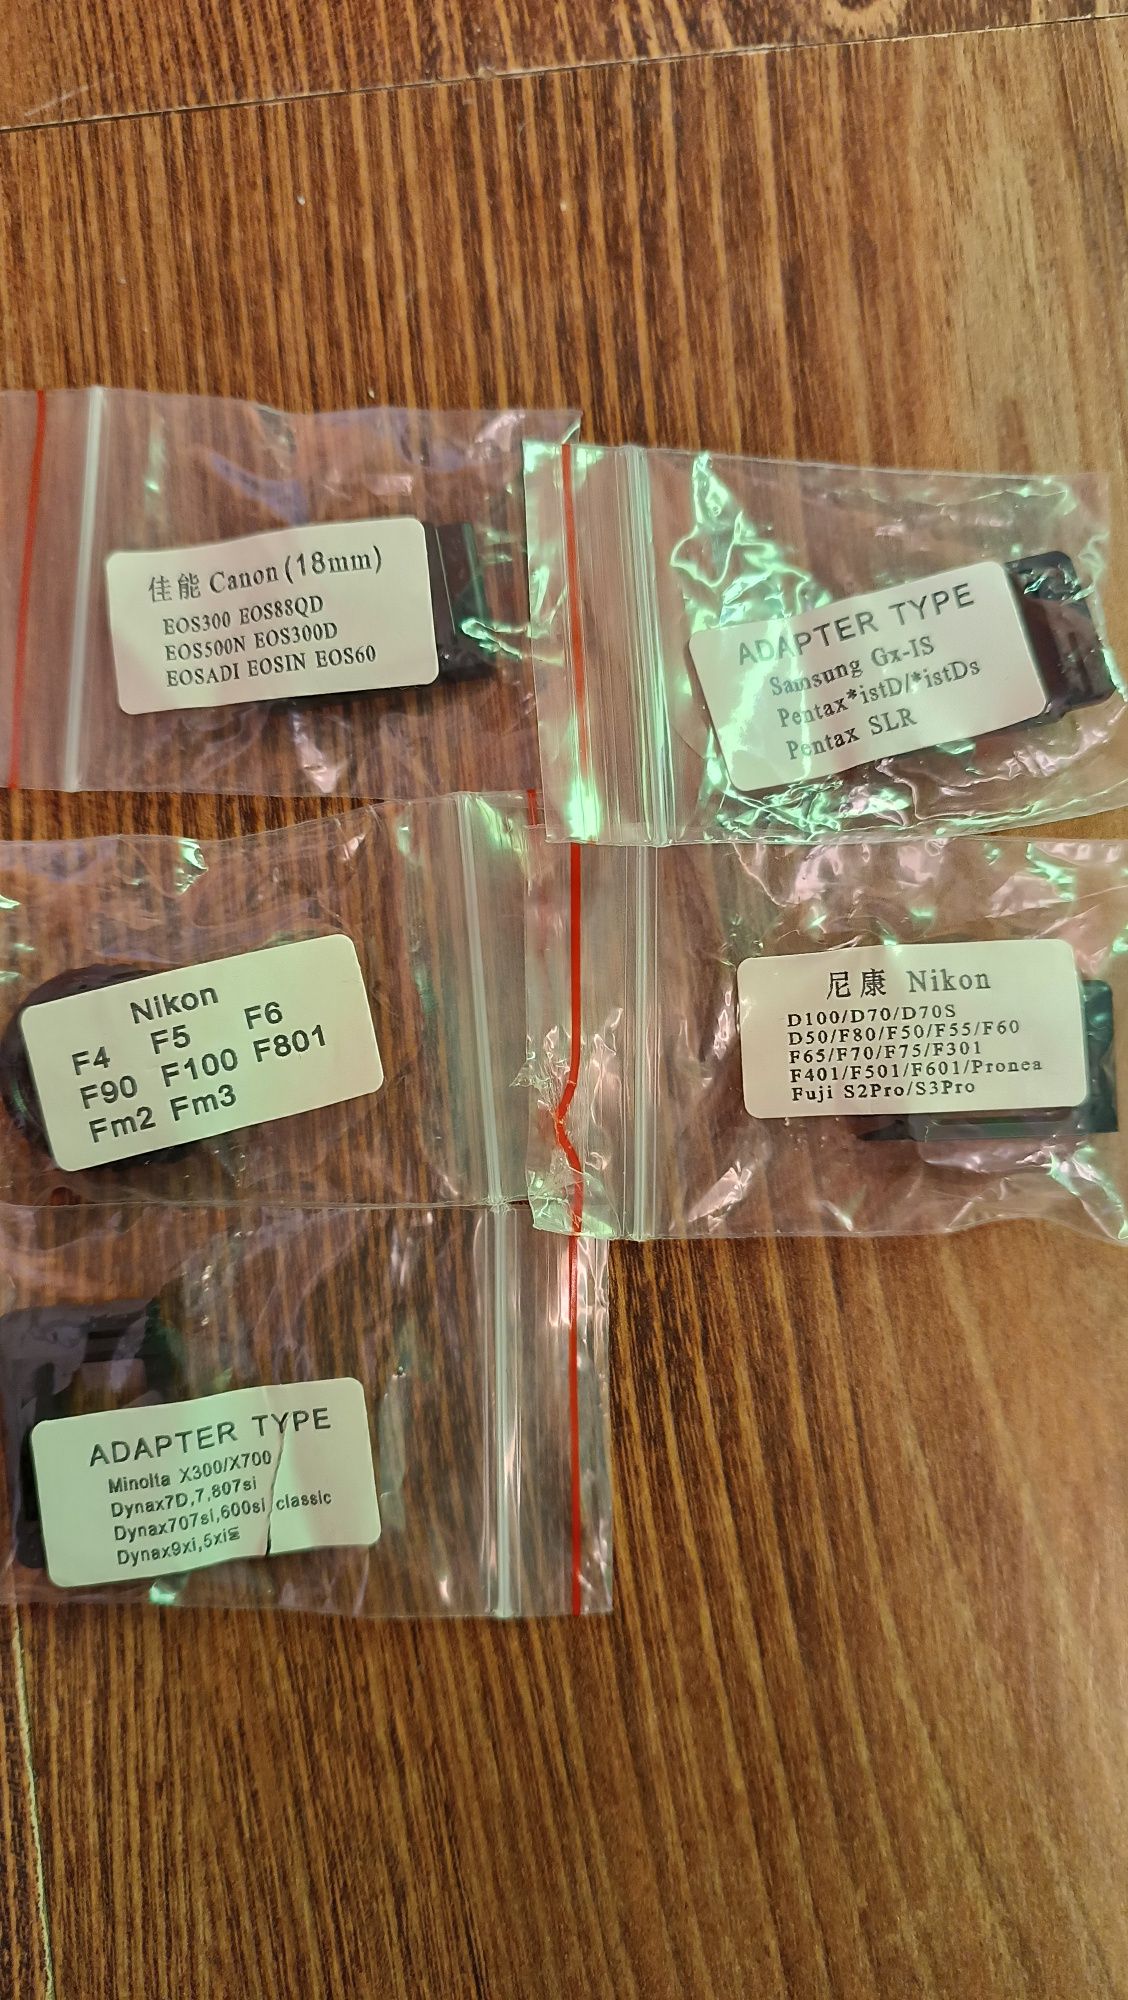 佳能 Canon (18mm)
EOS300 EOS88QD
EOS500N EOS300D
EOSADI EOSIN EOS60
ADAPTER TYPE
Samsung Gx-IS
Pentax*istD/*istDs
Pentax SLR
Nikon
F4 F5 F6
F90 F100 F801
Fm2 Fm3
尼康 Nikon
D100/D70/D70S
D50/F80/F50/F55/F60
F65/F70/F75/F301
F401/F501/F601/Pronea
Fuji S2Pro/S3Pro
ADAPTER TYPE
Minolta X300/X700
Dynax7D,7,807si
Dynax707si,600si classic
Dynax9xi,5xi